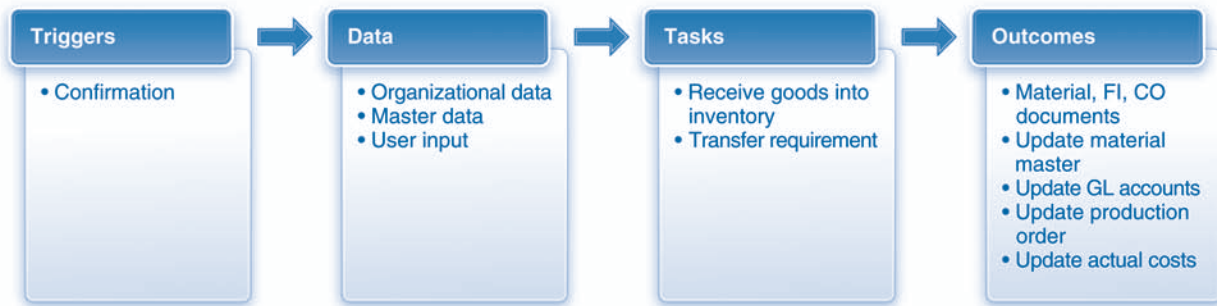 Triggers
• Confirmation
Data
• Organizational data
• Master data
• User input
Tasks
• Receive goods into
inventory
• Transfer requirement
Outcomes
• Material, FI, CO
documents
• Update material
master
• Update GL accounts
• Update production
order
• Update actual costs